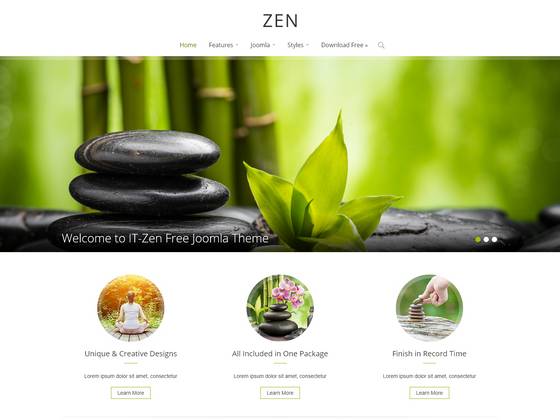 ZEN
Home Features Joomla Styles Download Free »
Welcome to IT-Zen Free Joomla Theme
Unique & Creative Designs All Included in One Package Finish in Record Time
Lorem ipsum dolor sit amet, consectetur Lorem ipsum dolor sit amet, consectetur Lorem ipsum dolor sit amet, consectetur
Learn More Learn More Learn More